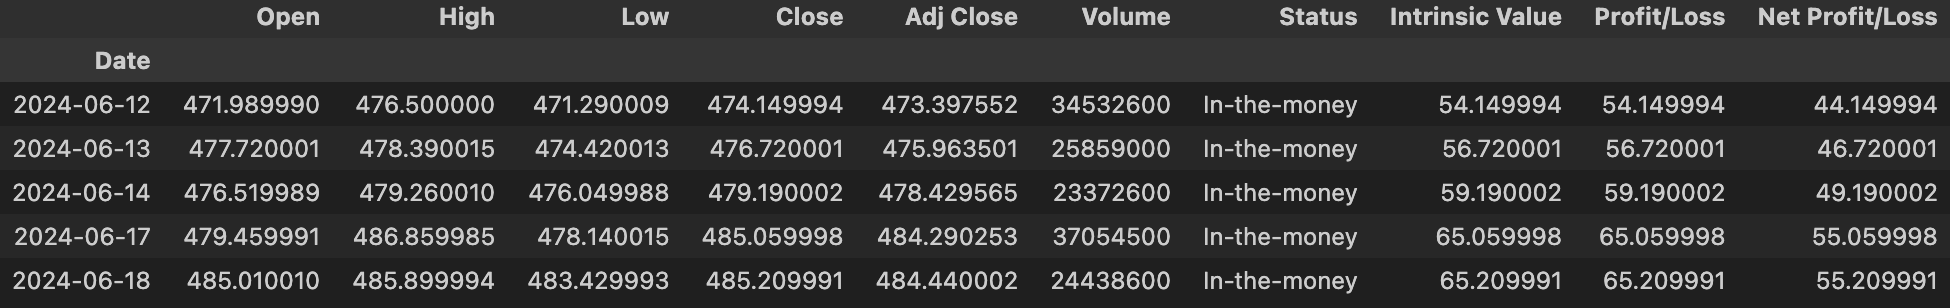 Open High Low Close Adj Close Volume Status Intrinsic Value Profit/Loss Net Profit/Loss
Date
2024-06-12 471.989990 476.500000 471.290009 474.149994 473.397552 34532600 In-the-money 54.149994 54.149994 44.149994
2024-06-13 477.720001 478.390015 474.420013 476.720001 475.963501 25859000 In-the-money 56.720001 56.720001 46.720001
2024-06-14 476.519989 479.260010 476.049988 479.190002 478.429565 23372600 In-the-money 59.190002 59.190002 49.190002
2024-06-17 479.459991 486.859985 478.140015 485.059998 484.290253 37054500 In-the-money 65.059998 65.059998 55.059998
2024-06-18 485.010010 485.899994 483.429993 485.209991 484.440002 24438600 In-the-money 65.209991 65.209991 55.209991